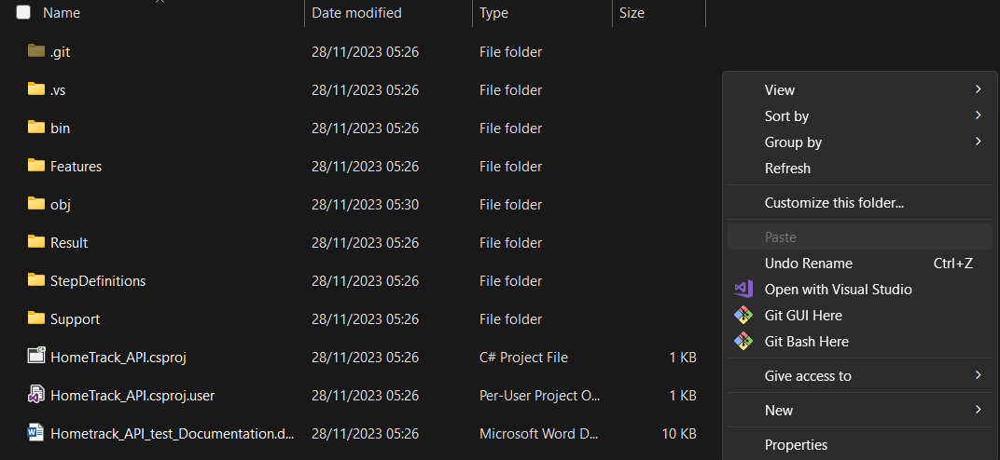 Name Date modified Type Size
.git 28/11/2023 05:26 File folder
.vs 28/11/2023 05:26 File folder
bin 28/11/2023 05:26 File folder
Features 28/11/2023 05:26 File folder
obj 28/11/2023 05:30 File folder
Result 28/11/2023 05:26 File folder
StepDefinitions 28/11/2023 05:26 File folder
Support 28/11/2023 05:26 File folder
HomeTrack_API.csproj 28/11/2023 05:26 C# Project File 1 KB
HomeTrack_API.csproj.user 28/11/2023 05:26 Per-User Project O... 1 KB
Hometrack_API_test_Documentation.d... 28/11/2023 05:26 Microsoft Word D... 10 KB
View
Sort by
Group by
Refresh
Customize this folder...
Paste
Undo Rename Ctrl+Z
Open with Visual Studio
Git GUI Here
Git Bash Here
Give access to
New
Properties